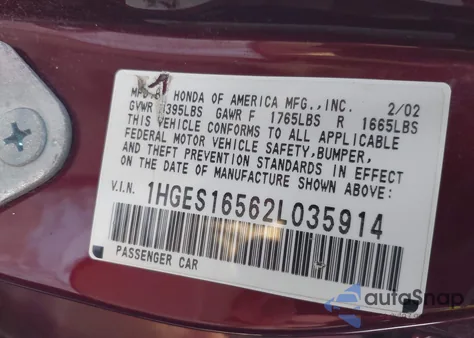 MFD. BY HONDA OF AMERICA MFG., INC. 2/02
GVWR 3395LBS GAWR F 1765LBS R 1665LBS
THIS VEHICLE CONFORMS TO ALL APPLICABLE
FEDERAL MOTOR VEHICLE SAFETY, BUMPER,
AND THEFT PREVENTION STANDARDS IN EFFECT
ON THE DATE OF MANUFACTURE SHOWN ABOVE:
V.I.N. 1HGES16562L035914
PASSENGER CAR
autoSnap